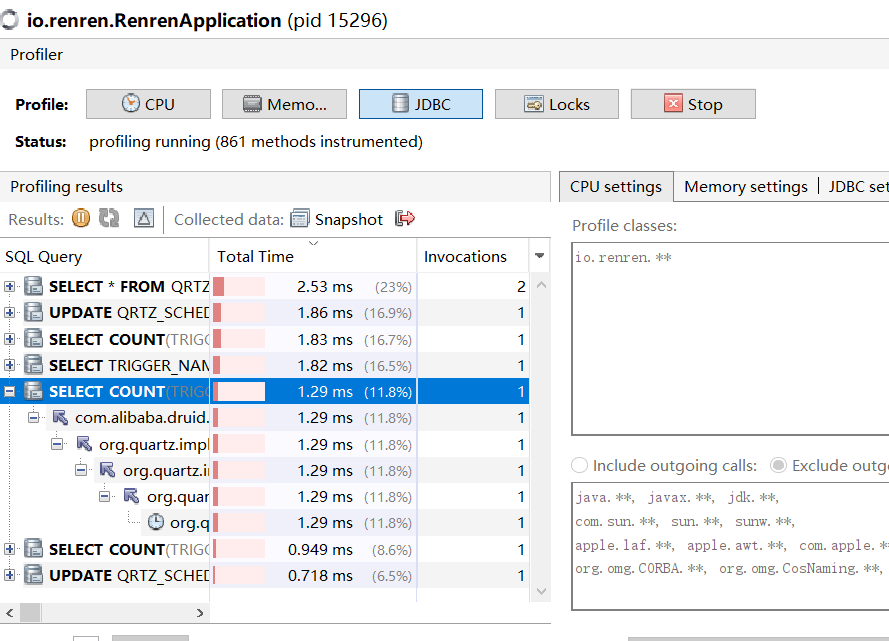 io.renren.RenrenApplication (pid 15296)
Profiler
Profile: CPU Memo... JDBC Locks Stop
Status: profiling running (861 methods instrumented)
Profiling results
Results: Collected data: Snapshot
SQL Query Total Time Invocations
SELECT * FROM QRTZ 2.53 ms (23%) 2
UPDATE QRTZ_SCHED 1.86 ms (16.9%) 1
SELECT COUNT(TRIGG 1.83 ms (16.7%) 1
SELECT TRIGGER_NAM 1.82 ms (16.5%) 1
SELECT COUNT(TRIGG 1.29 ms (11.8%) 1
com.alibaba.druid. 1.29 ms (11.8%) 1
org.quartz.impl 1.29 ms (11.8%) 1
org.quartz.i 1.29 ms (11.8%) 1
org.quar 1.29 ms (11.8%) 1
org.q 1.29 ms (11.8%) 1
SELECT COUNT(TRIGG 0.949 ms (8.6%) 1
UPDATE QRTZ_SCHED 0.718 ms (6.5%) 1
CPU settings Memory settings JDBC set
Profile classes:
io.renren.**
Include outgoing calls: Exclude outgo
java.**, javax.**, jdk.**,
com.sun.**, sun.**, sunw.**,
apple.laf.**, apple.awt.**, com.apple.**
org.omg.CORBA.**, org.omg.CosNaming.**,